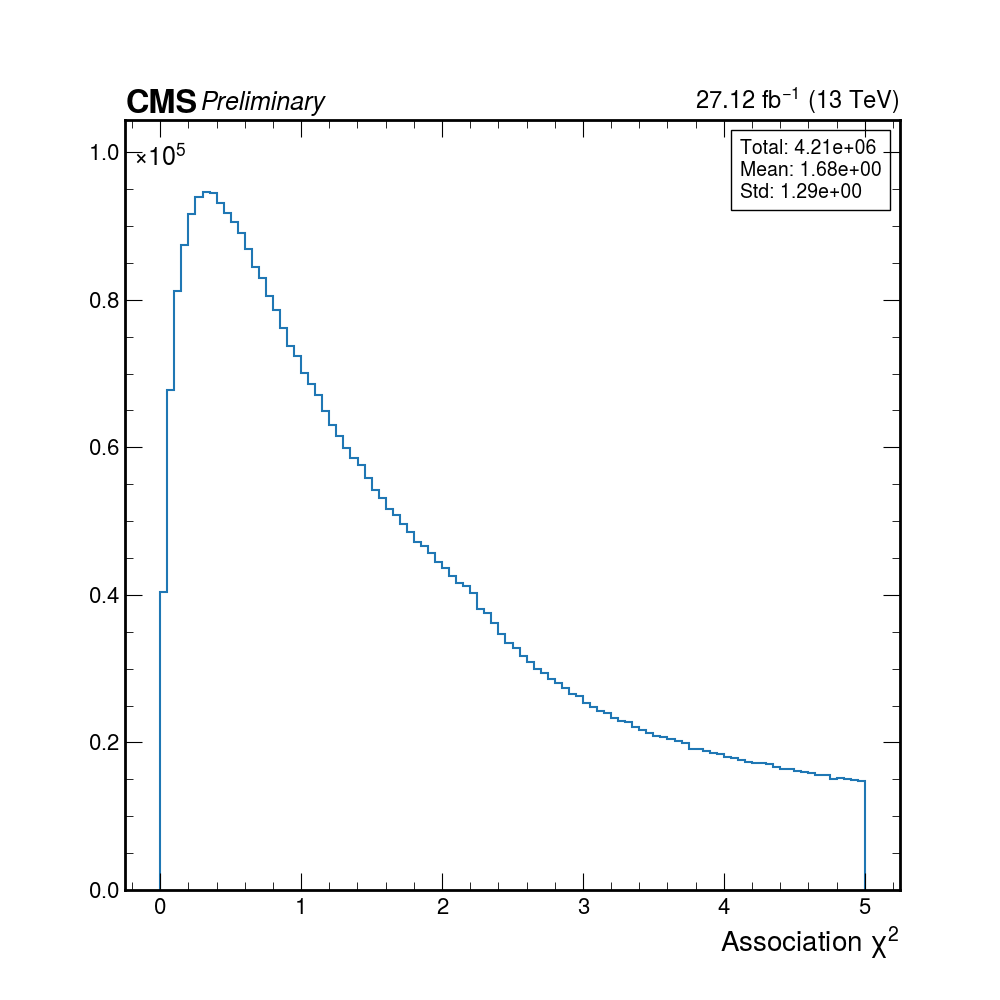 CMS Preliminary 27.12 fb⁻¹ (13 TeV)
×10⁵
Total: 4.21e+06
Mean: 1.68e+00
Std: 1.29e+00
1.0
0.8
0.6
0.4
0.2
0.0
0 1 2 3 4 5
Association χ²